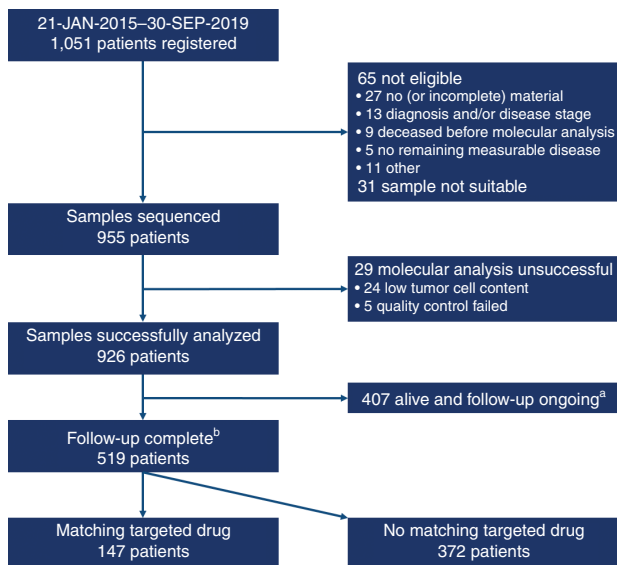 21-JAN-2015–30-SEP-2019
1,051 patients registered
65 not eligible
• 27 no (or incomplete) material
• 13 diagnosis and/or disease stage
• 9 deceased before molecular analysis
• 5 no remaining measurable disease
• 11 other
31 sample not suitable
Samples sequenced
955 patients
29 molecular analysis unsuccessful
• 24 low tumor cell content
• 5 quality control failed
Samples successfully analyzed
926 patients
407 alive and follow-up ongoingᵃ
Follow-up completeᵇ
519 patients
Matching targeted drug
147 patients
No matching targeted drug
372 patients